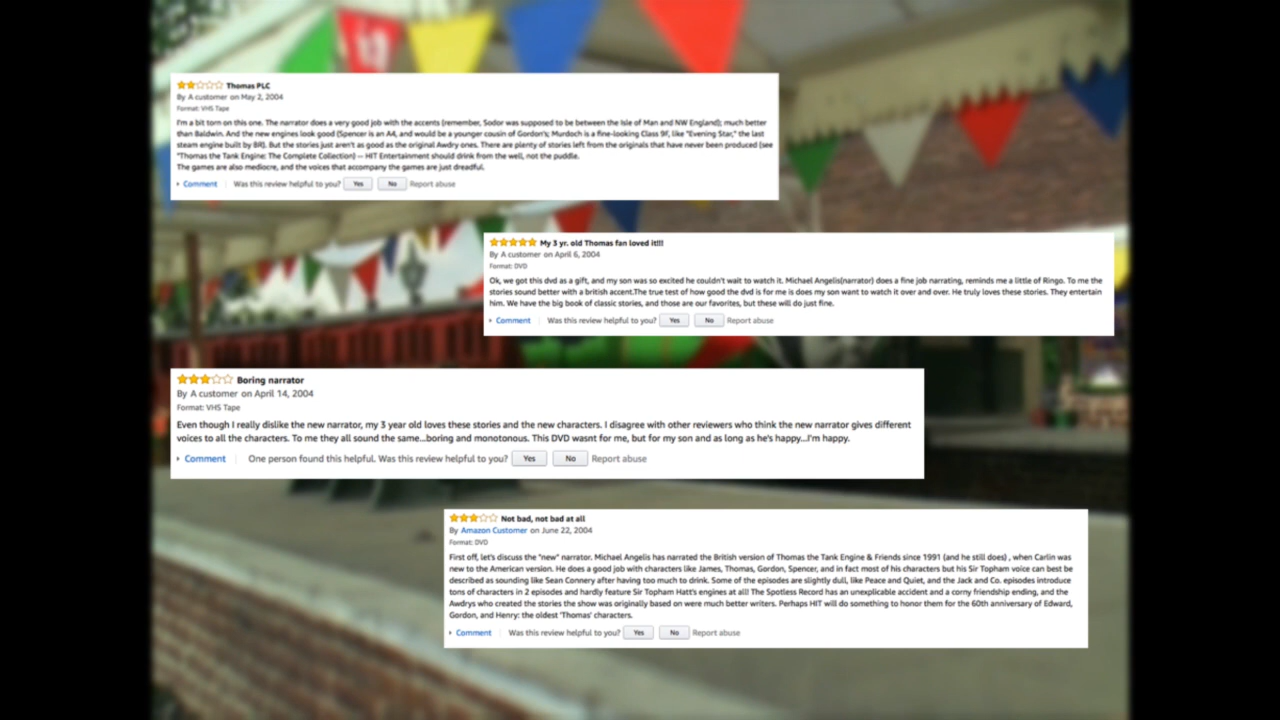 Thomas PLC
By A customer on May 2, 2004
Format: VHS Tape
I'm a bit torn on this one. The narrator does a very good job with the accents (remember, Sodor was supposed to be between the Isle of Man and NW England); much better
than Baldwin. And the new engines look good (Spencer is an A4, and would be a younger cousin of Gordon's; Murdoch is a fine-looking Class 9F, like "Evening Star," the last
steam engine built by BR). But the stories just aren't as good as the original Awdry ones. There are plenty of stories left from the originals that have never been produced (see
"Thomas the Tank Engine: The Complete Collection) -- HIT Entertainment should drink from the well, not the puddle.
The games are also mediocre, and the voices that accompany the games are just dreadful.
Comment | Was this review helpful to you? Yes No Report abuse
My 3 yr. old Thomas fan loved it!!!
By A customer on April 6, 2004
Format: DVD
Ok, we got this dvd as a gift, and my son was so excited he couldn't wait to watch it. Michael Angelis(narrator) does a fine job narrating, reminds me a little of Ringo. To me the
stories sound better with a british accent.The true test of how good the dvd is for me is does my son want to watch it over and over. He truly loves these stories. They entertain
him. We have the big book of classic stories, and those are our favorites, but these will do just fine.
Comment | Was this review helpful to you? Yes No Report abuse
Boring narrator
By A customer on April 14, 2004
Format: VHS Tape
Even though I really dislike the new narrator, my 3 year old loves these stories and the new characters. I disagree with other reviewers who think the new narrator gives different
voices to all the characters. To me they all sound the same...boring and monotonous. This DVD wasnt for me, but for my son and as long as he's happy...I'm happy.
Comment | One person found this helpful. Was this review helpful to you? Yes No Report abuse
Not bad, not bad at all
By Amazon Customer on June 22, 2004
Format: DVD
First off, let's discuss the "new" narrator. Michael Angelis has narrated the British version of Thomas the Tank Engine & Friends since 1991 (and he still does) , when Carlin was
new to the American version. He does a good job with characters like James, Thomas, Gordon, Spencer, and in fact most of his characters but his Sir Topham voice can best be
described as sounding like Sean Connery after having too much to drink. Some of the episodes are slightly dull, like Peace and Quiet, and the Jack and Co. episodes introduce
tons of characters in 2 episodes and hardly feature Sir Topham Hatt's engines at all! The Spotless Record has an unexplicable accident and a corny friendship ending, and the
Awdrys who created the stories the show was originally based on were much better writers. Perhaps HIT will do something to honor them for the 60th anniversary of Edward,
Gordon, and Henry: the oldest 'Thomas' characters.
Comment | Was this review helpful to you? Yes No Report abuse